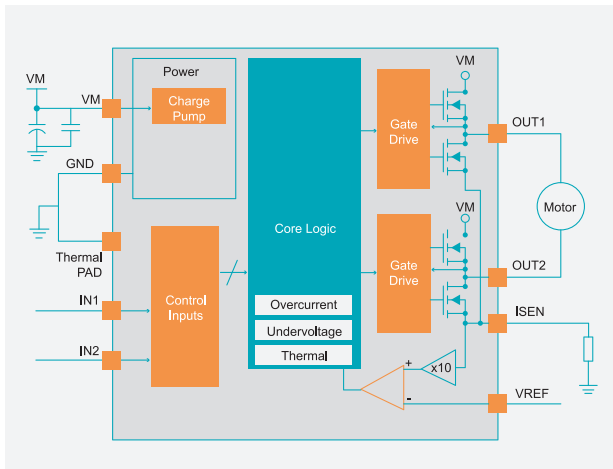 VM
Power
VM
Charge
Pump
GND
Thermal
PAD
IN1
IN2
Control
Inputs
Core Logic
Overcurrent
Undervoltage
Thermal
VM
Gate
Drive
OUT1
Motor
VM
Gate
Drive
OUT2
ISEN
+
x10
-
VREF